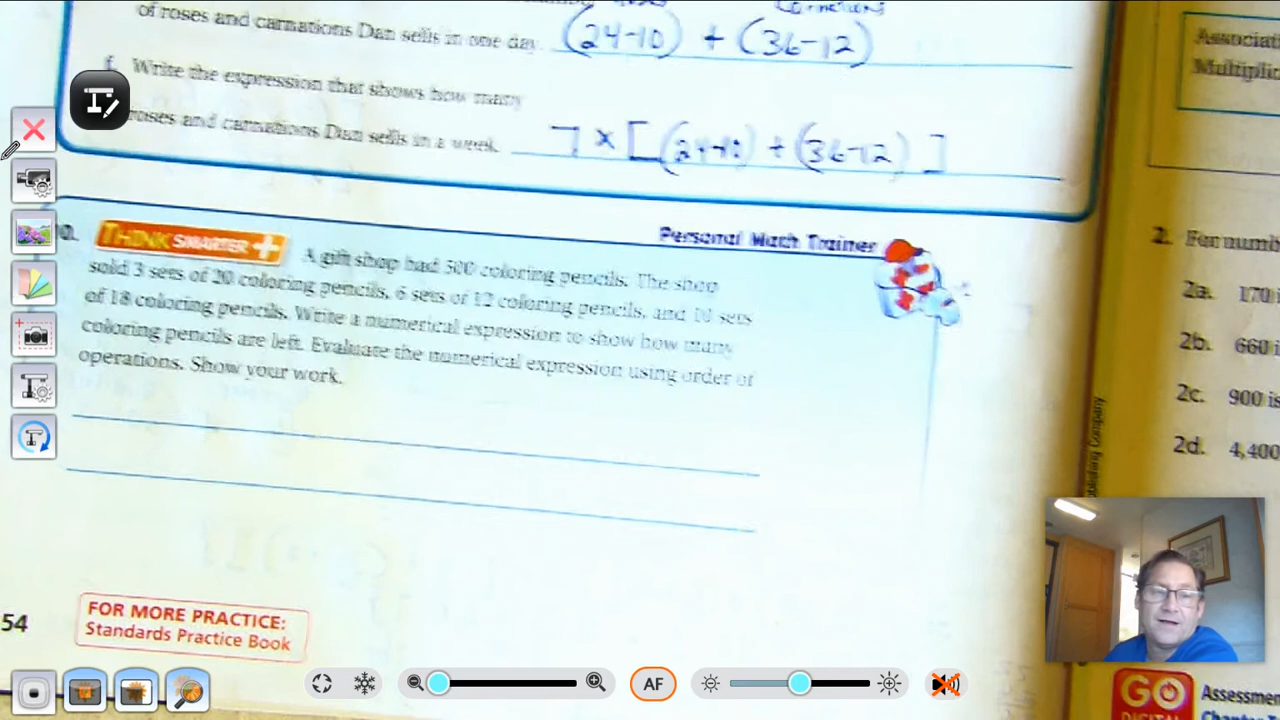 of roses and carnations Dan sells in one day. (24-10) + (36-12)
f. Write the expression that shows how many
roses and carnations Dan sells in a week. 7 × [(24-10) + (36-12)]
THINK SMARTER + Personal Math Trainer
A gift shop had 300 coloring pencils. The shop
sold 3 sets of 20 coloring pencils, 6 sets of 12 coloring pencils, and 10 sets
of 18 coloring pencils. Write a numerical expression to show how many
coloring pencils are left. Evaluate the numerical expression using order of
operations. Show your work.
54
FOR MORE PRACTICE:
Standards Practice Book
Multiplic
2. For numb
2a. 170 i
2b. 660 i
2c. 900 is
2d. 4,400
GO
DIGITAL
Assessmen
AF